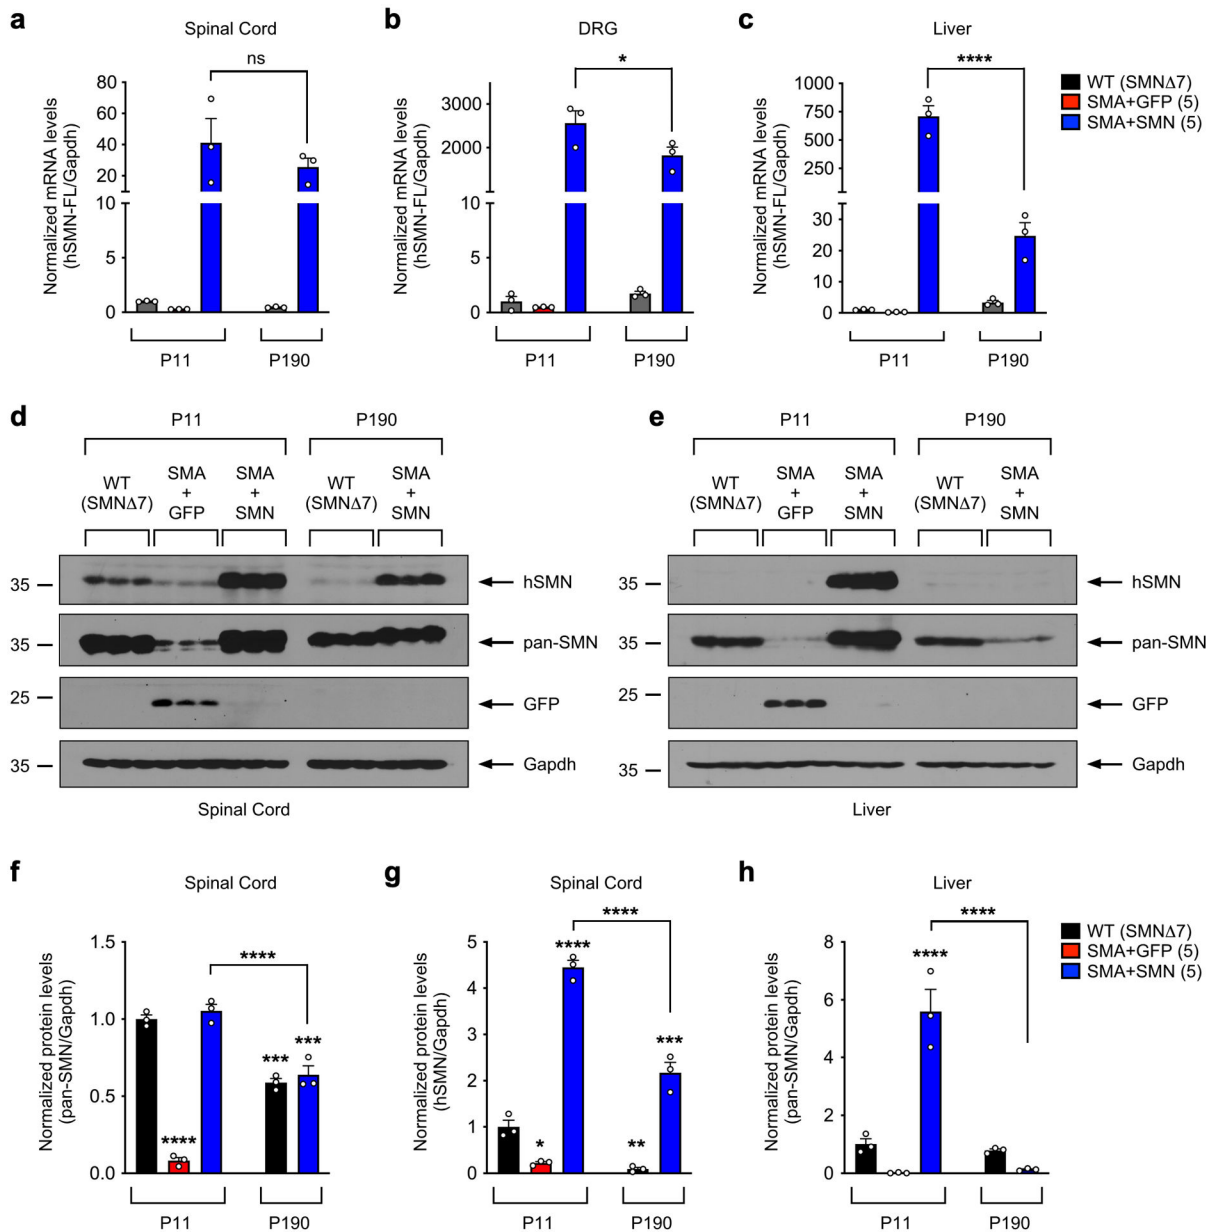 a
Spinal Cord
Normalized mRNA levels
(hSMN-FL/Gapdh)
80
60
40
20
10
5
0
ns
P11
P190
b
DRG
Normalized mRNA levels
(hSMN-FL/Gapdh)
3000
2000
10
5
0
*
P11
P190
c
Liver
Normalized mRNA levels
(hSMN-FL/Gapdh)
1000
750
500
250
30
20
10
0
****
P11
P190
WT (SMNΔ7)
SMA+GFP (5)
SMA+SMN (5)
d
P11
P190
WT
(SMNΔ7)
SMA
+
GFP
SMA
+
SMN
WT
(SMNΔ7)
SMA
+
SMN
35
hSMN
35
pan-SMN
25
GFP
35
Gapdh
Spinal Cord
e
P11
P190
WT
(SMNΔ7)
SMA
+
GFP
SMA
+
SMN
WT
(SMNΔ7)
SMA
+
SMN
35
hSMN
35
pan-SMN
25
GFP
35
Gapdh
Liver
f
Spinal Cord
Normalized protein levels
(pan-SMN/Gapdh)
1.5
1.0
0.5
0.0
****
****
***
***
P11
P190
g
Spinal Cord
Normalized protein levels
(hSMN/Gapdh)
5
4
3
2
1
0
****
****
***
*
**
P11
P190
h
Liver
Normalized protein levels
(pan-SMN/Gapdh)
8
6
4
2
0
****
****
P11
P190
WT (SMNΔ7)
SMA+GFP (5)
SMA+SMN (5)